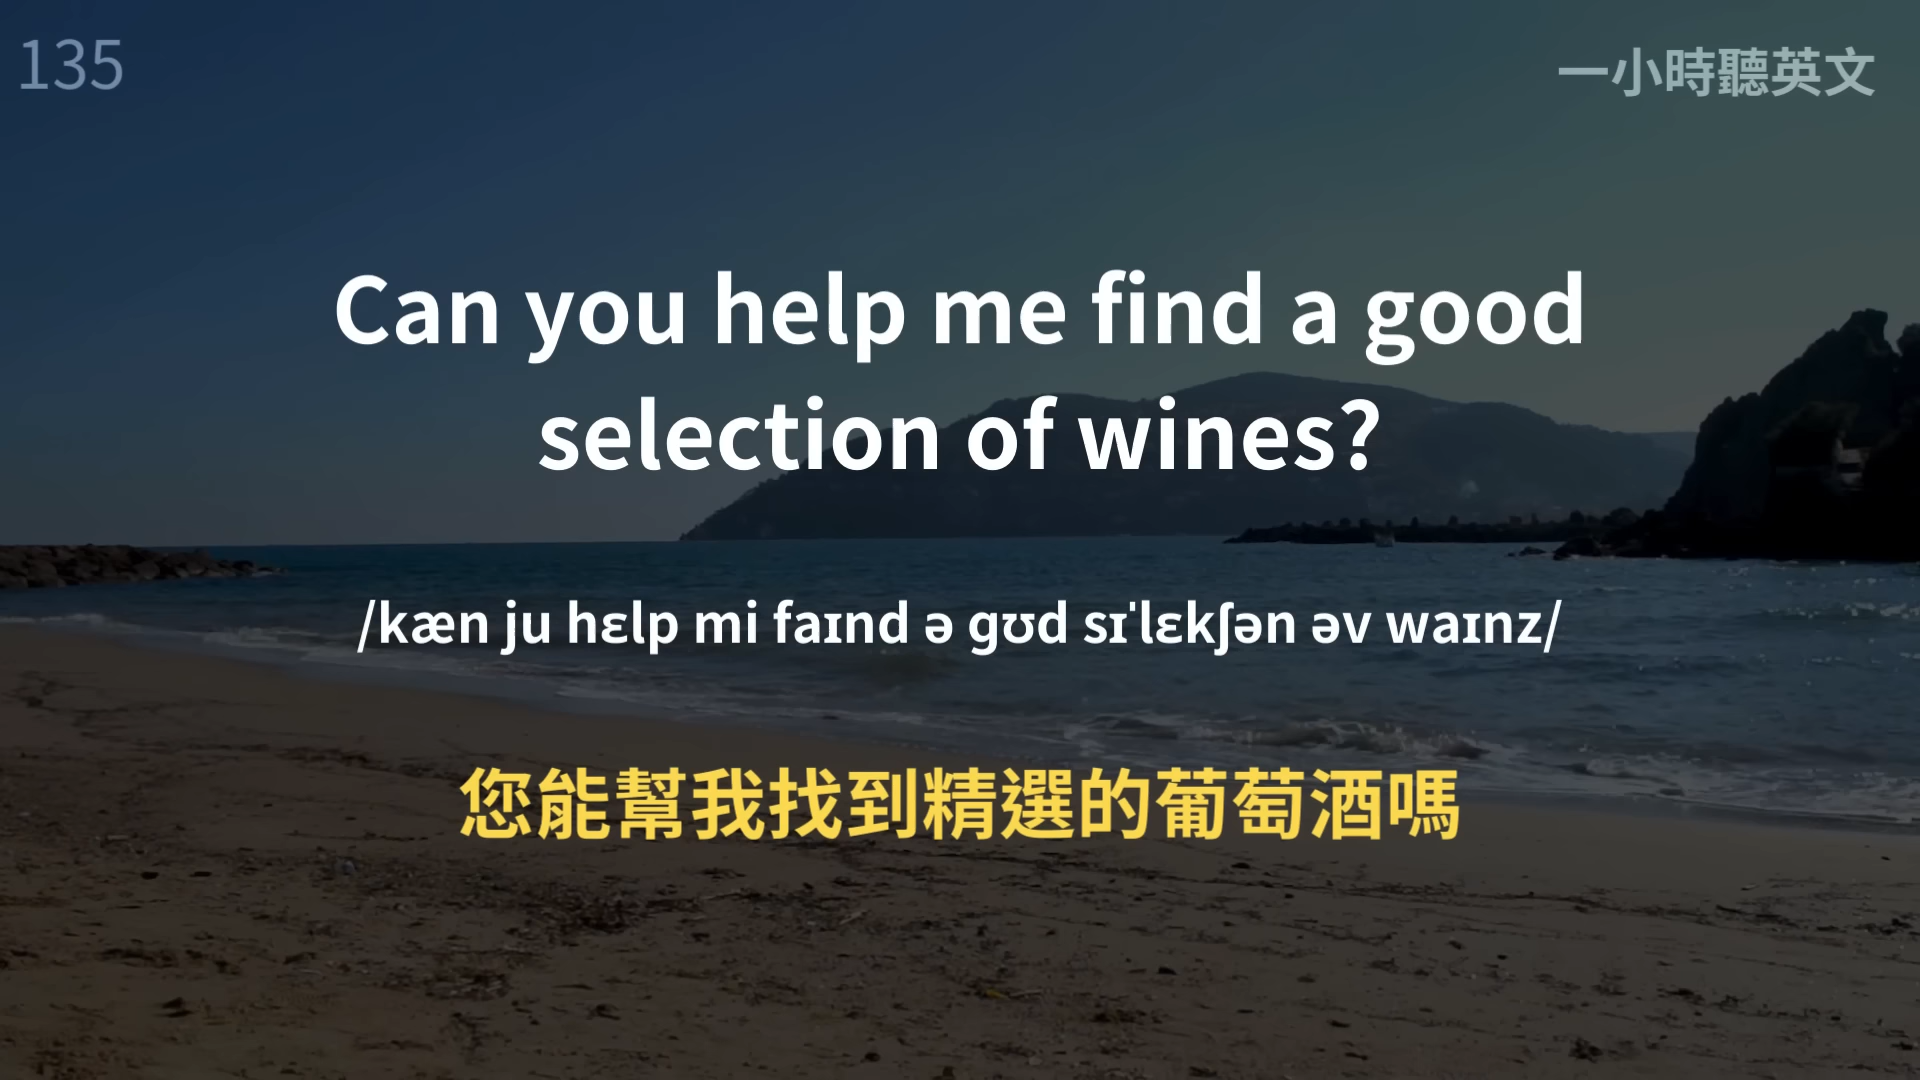 135
一小時聽英文
Can you help me find a good
selection of wines?
/kæn ju hɛlp mi faɪnd ə gʊd sɪˈlɛkʃən əv waɪnz/
您能幫我找到精選的葡萄酒嗎